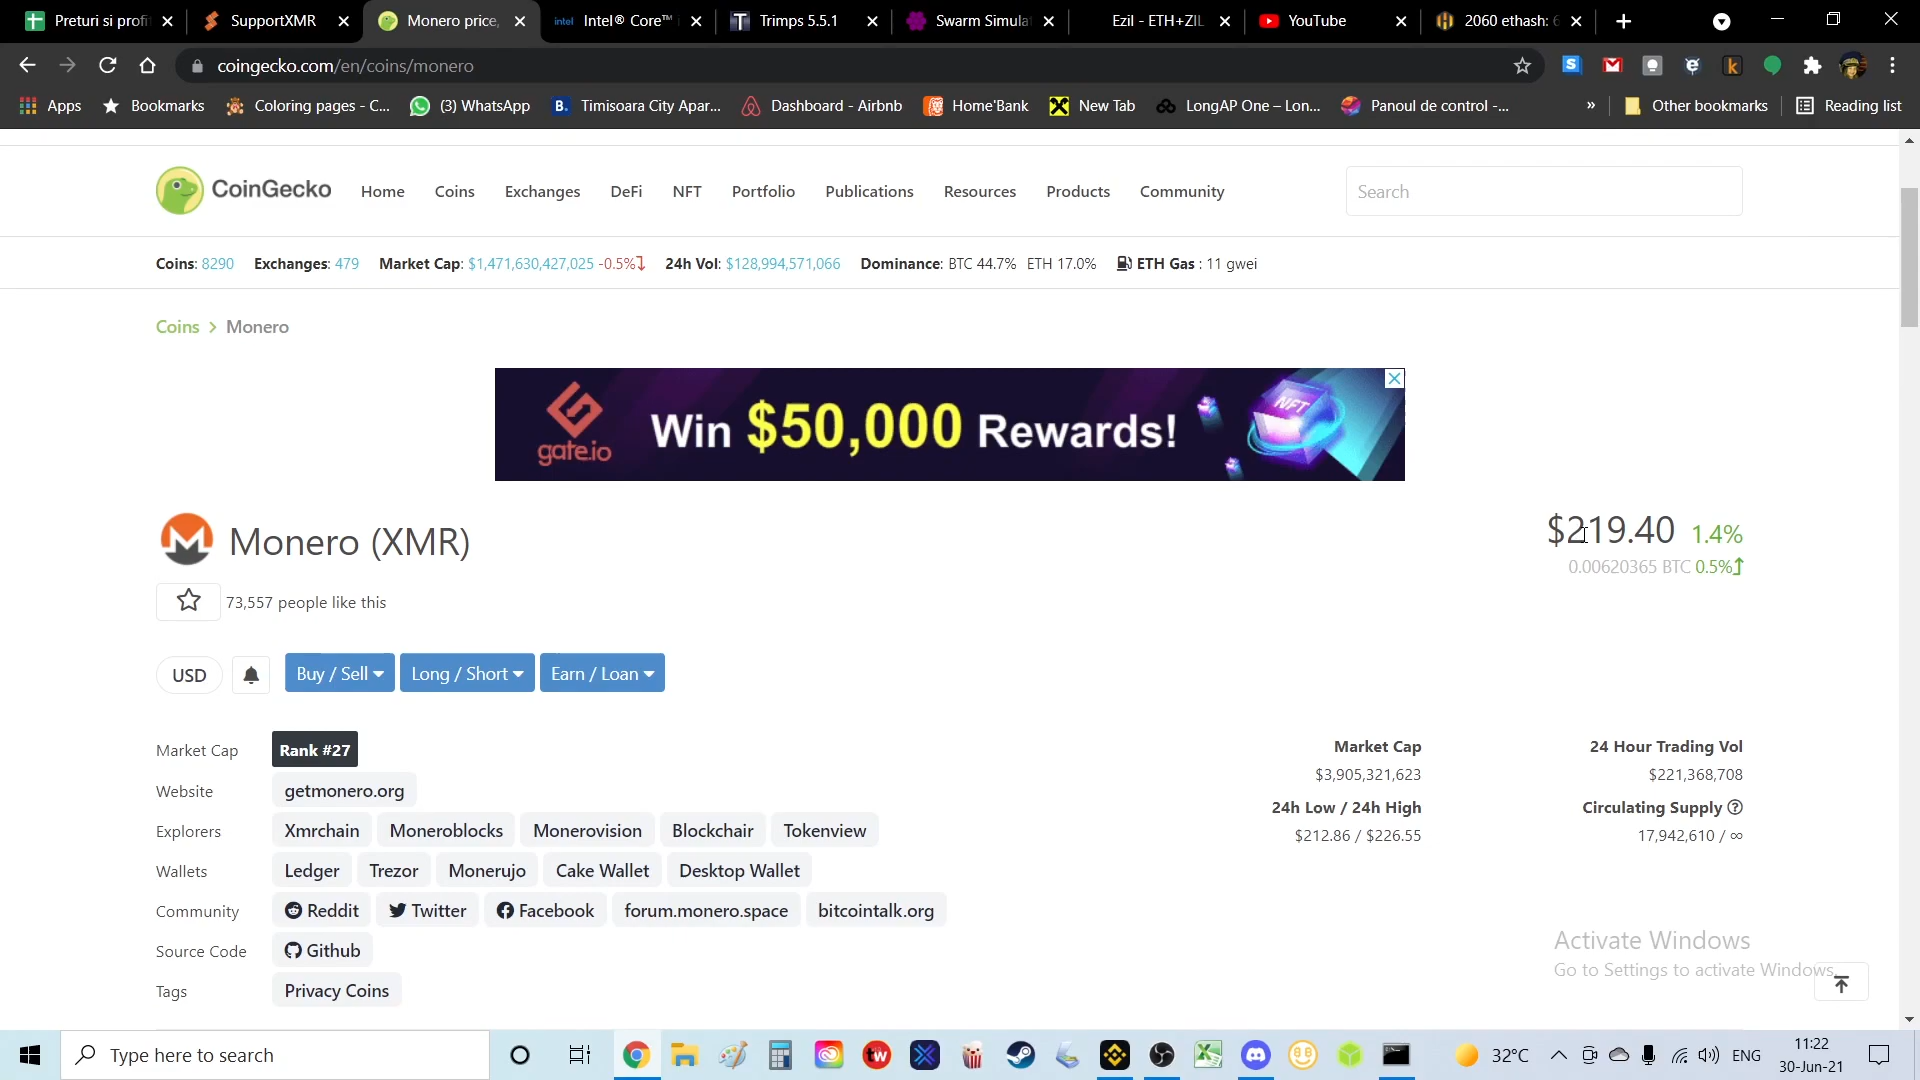 Preturi si profi
SupportXMR
Monero price,
intel Intel® Core™ i
T Trimps 5.5.1
Swarm Simula
Ezil - ETH+ZIL
YouTube
2060 ethash: 6
coingecko.com/en/coins/monero
Apps
Bookmarks
Coloring pages - C...
(3) WhatsApp
B. Timisoara City Apar...
Dashboard - Airbnb
Home'Bank
New Tab
LongAP One – Lon...
Panoul de control -...
»
Other bookmarks
Reading list
CoinGecko
Home
Coins
Exchanges
DeFi
NFT
Portfolio
Publications
Resources
Products
Community
Search
Coins: 8290 Exchanges: 479 Market Cap: $1,471,630,427,025 -0.5% 24h Vol: $128,994,571,066 Dominance: BTC 44.7% ETH 17.0% ETH Gas : 11 gwei
Coins > Monero
gate.io
Win $50,000 Rewards!
NFT
Monero (XMR)
$219.40 1.4%
0.00620365 BTC 0.5%
73,557 people like this
USD
Buy / Sell
Long / Short
Earn / Loan
Market Cap Rank #27
Website getmonero.org
Explorers Xmrchain Moneroblocks Monerovision Blockchair Tokenview
Wallets Ledger Trezor Monerujo Cake Wallet Desktop Wallet
Community Reddit Twitter Facebook forum.monero.space bitcointalk.org
Source Code Github
Tags Privacy Coins
Market Cap
$3,905,321,623
24 Hour Trading Vol
$221,368,708
24h Low / 24h High
$212.86 / $226.55
Circulating Supply
17,942,610 / ∞
Activate Windows
Go to Settings to activate Windows.
Type here to search
32°C
ENG
11:22
30-Jun-21